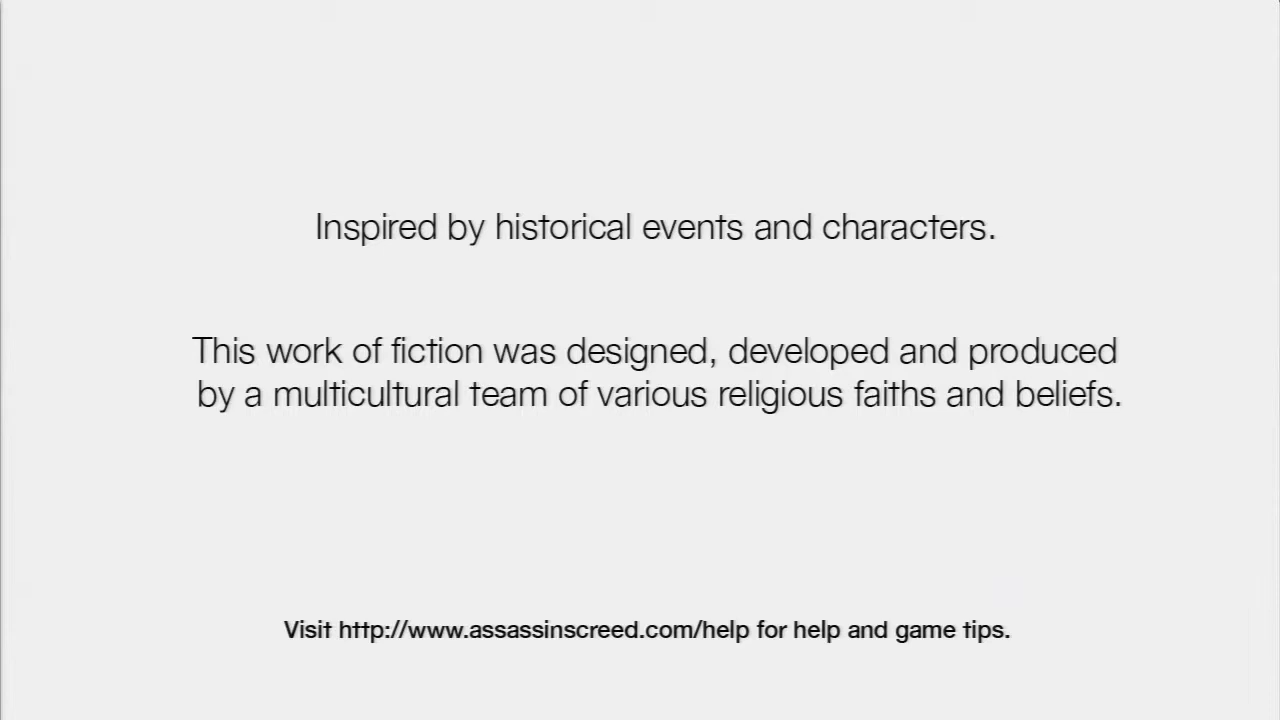 Inspired by historical events and characters.
This work of fiction was designed, developed and produced
by a multicultural team of various religious faiths and beliefs.
Visit http://www.assassinscreed.com/help for help and game tips.